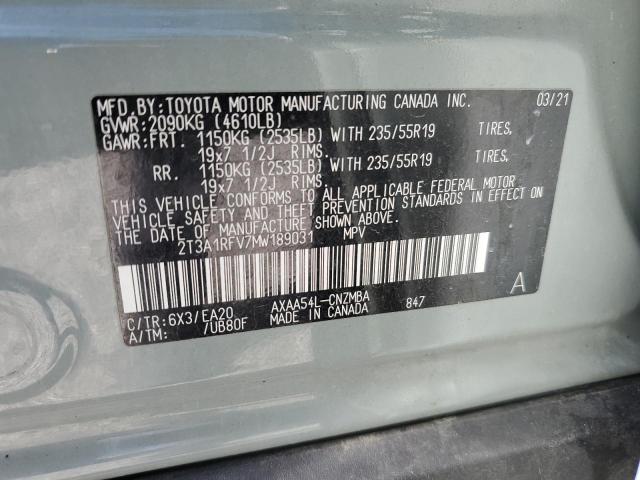 MFD.BY:TOYOTA MOTOR MANUFACTURING CANADA INC. 03/21
GVWR:2090KG (4610LB)
GAWR:FRT. 1150KG (2535LB) WITH 235/55R19 TIRES,
19x7 1/2J RIMS,
RR. 1150KG (2535LB) WITH 235/55R19 TIRES,
19x7 1/2J RIMS,
THIS VEHICLE CONFORMS TO ALL APPLICABLE FEDERAL MOTOR
VEHICLE SAFETY AND THEFT PREVENTION STANDARDS IN EFFECT ON
THE DATE OF MANUFACTURE SHOWN ABOVE.
2T3A1RFV7MW189031 MPV
A
C/TR:6X3/EA20 AXAA54L-CNZMBA 847
A/TM: /UB80F MADE IN CANADA